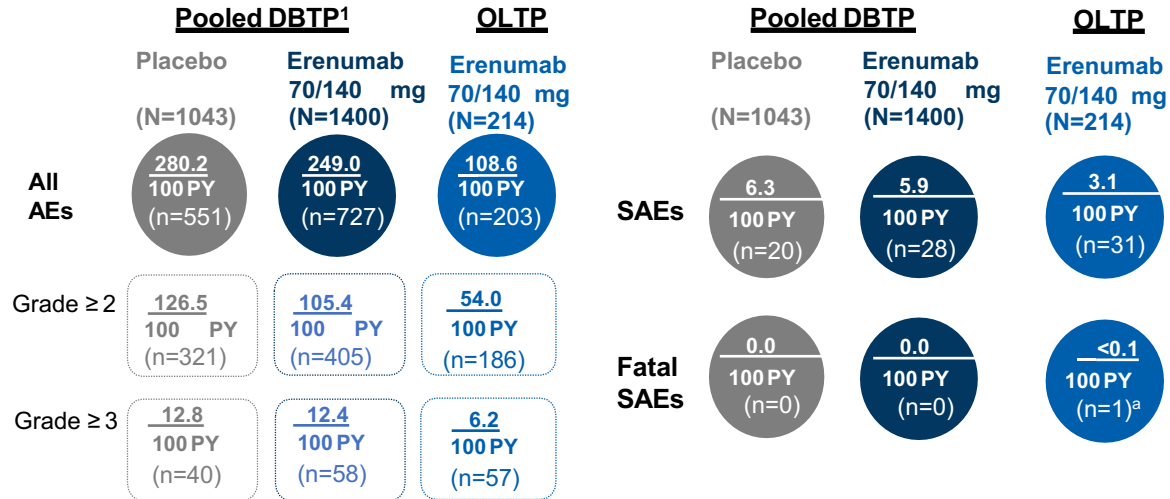 Pooled DBTP¹ OLTP
Placebo Erenumab Erenumab
70/140 mg 70/140 mg
(N=1043) (N=1400) (N=214)
All AEs
280.2 249.0 108.6
100 PY 100 PY 100 PY
(n=551) (n=727) (n=203)
Grade ≥ 2
126.5 105.4 54.0
100 PY 100 PY 100 PY
(n=321) (n=405) (n=186)
Grade ≥ 3
12.8 12.4 6.2
100 PY 100 PY 100 PY
(n=40) (n=58) (n=57)
Pooled DBTP OLTP
Placebo Erenumab Erenumab
70/140 mg 70/140 mg
(N=1043) (N=1400) (N=214)
SAEs
6.3 5.9 3.1
100 PY 100 PY 100 PY
(n=20) (n=28) (n=31)
Fatal
SAEs
0.0 0.0 <0.1
100 PY 100 PY 100 PY
(n=0) (n=0) (n=1)ᵃ